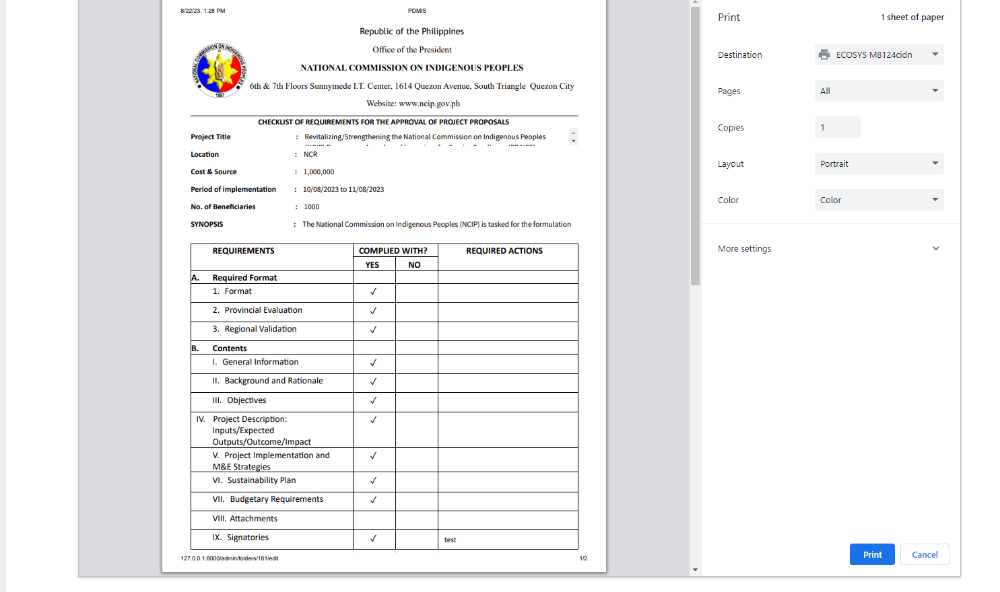 8/22/23, 1:28 PM PDMIS
Republic of the Philippines
Office of the President
NATIONAL COMMISSION ON INDIGENOUS PEOPLES
6th & 7th Floors Sunnymede I.T. Center, 1614 Quezon Avenue, South Triangle Quezon City
Website: www.ncip.gov.ph
NATIONAL COMMISSION ON INDIGENOUS PEOPLES
1997
CHECKLIST OF REQUIREMENTS FOR THE APPROVAL OF PROJECT PROPOSALS
Project Title : Revitalizing/Strengthening the National Commission on Indigenous Peoples
Location : NCR
Cost & Source : 1,000,000
Period of implementation : 10/08/2023 to 11/08/2023
No. of Beneficiaries : 1000
SYNOPSIS : The National Commission on Indigenous Peoples (NCIP) is tasked for the formulation
REQUIREMENTS COMPLIED WITH? REQUIRED ACTIONS
YES NO
A. Required Format
1. Format ✓
2. Provincial Evaluation ✓
3. Regional Validation ✓
B. Contents
I. General Information ✓
II. Background and Rationale ✓
III. Objectives ✓
IV. Project Description: ✓
Inputs/Expected
Outputs/Outcome/Impact
V. Project Implementation and ✓
M&E Strategies
VI. Sustainability Plan ✓
VII. Budgetary Requirements ✓
VIII. Attachments
IX. Signatories ✓ test
127.0.0.1:8000/admin/folders/181/edit 1/2
Print 1 sheet of paper
Destination ECOSYS M8124cidn
Pages All
Copies 1
Layout Portrait
Color Color
More settings
Print Cancel